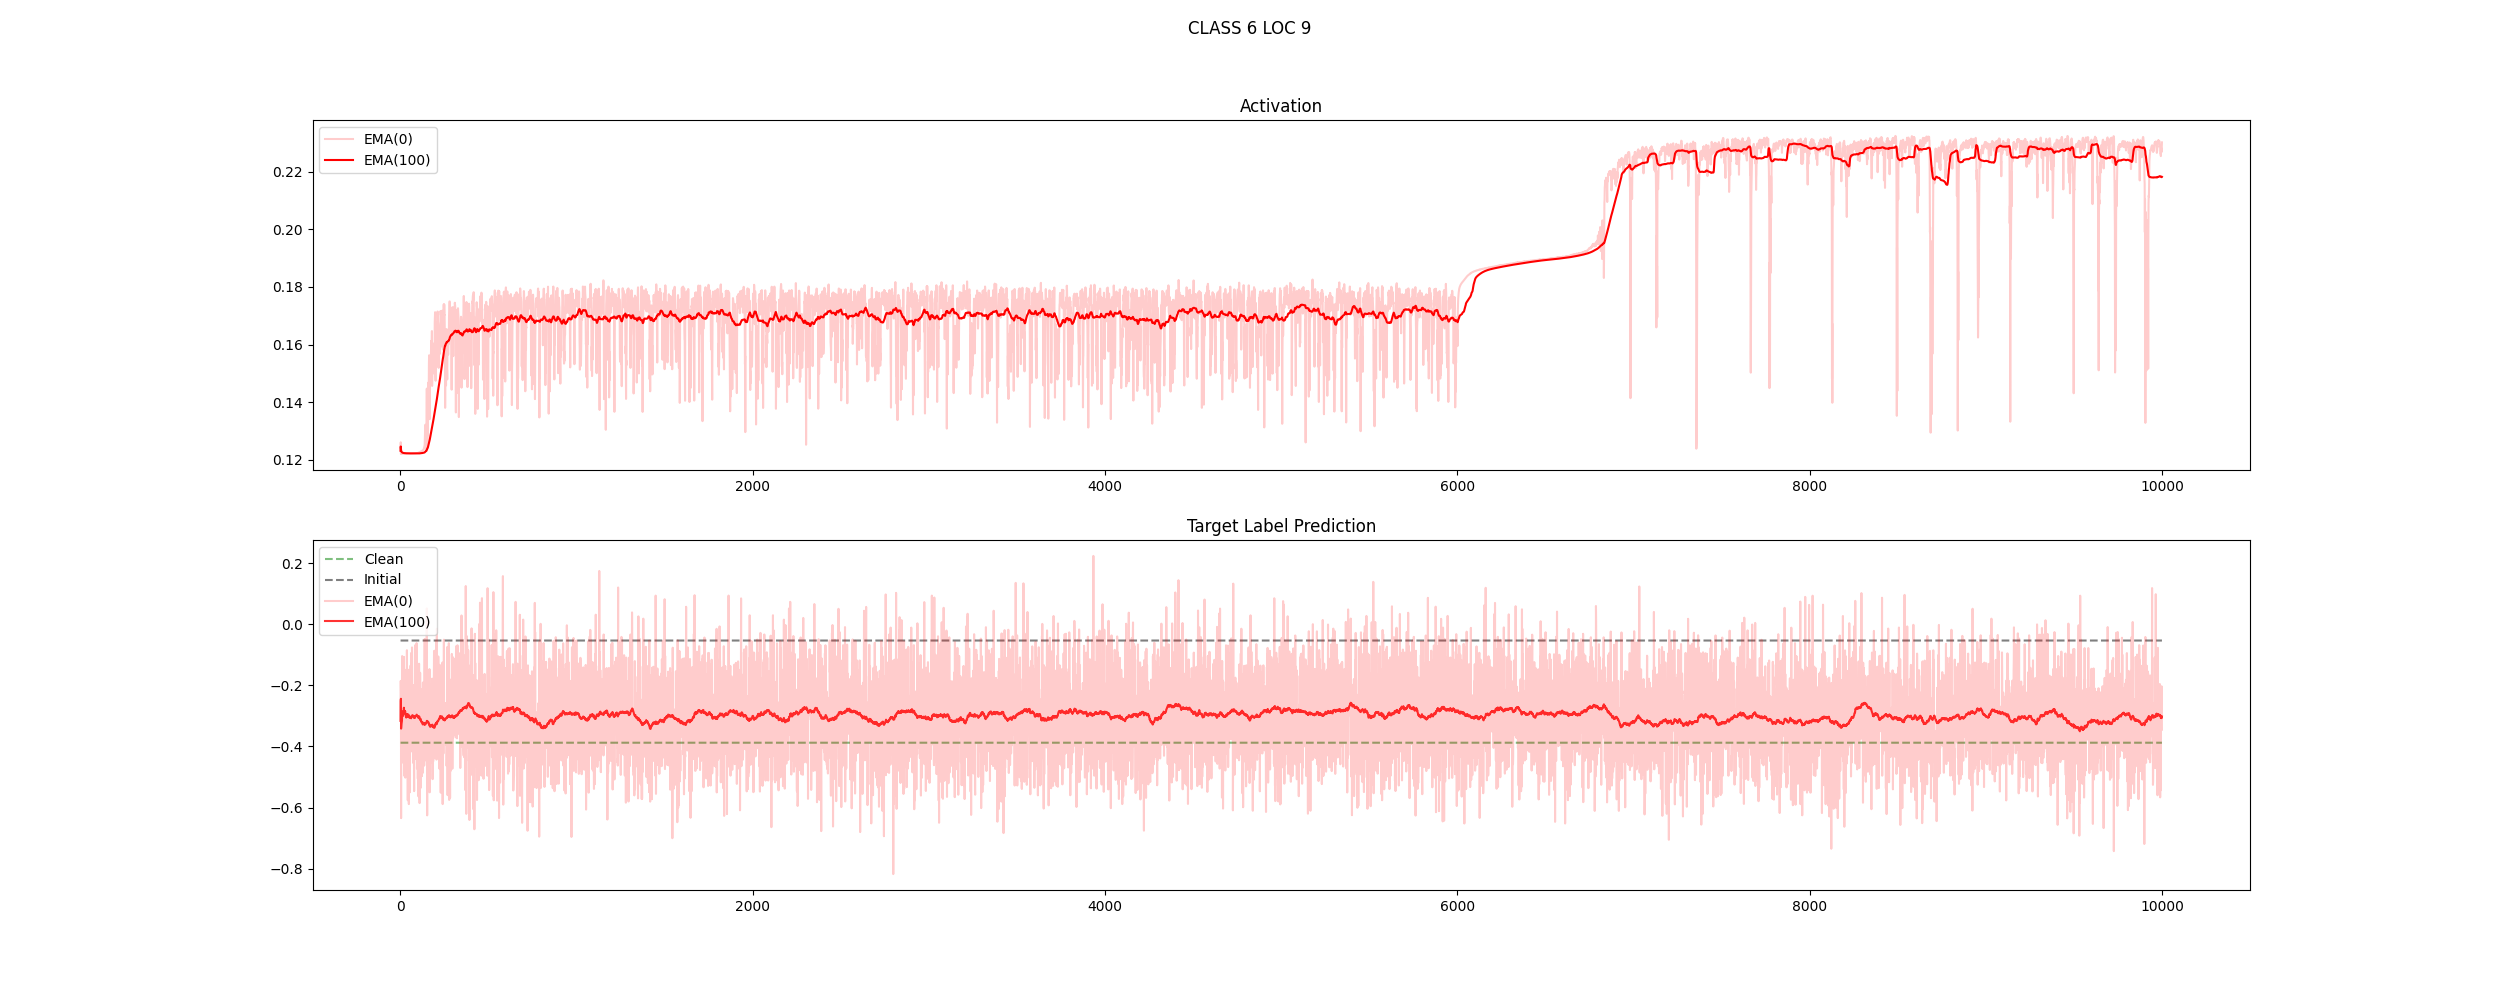 CLASS 6 LOC 9
Activation
EMA(0)
EMA(100)
0.22
0.20
0.18
0.16
0.14
0.12
0 2000 4000 6000 8000 10000
Target Label Prediction
Clean
Initial
EMA(0)
EMA(100)
0.2
0.0
−0.2
−0.4
−0.6
−0.8
0 2000 4000 6000 8000 10000